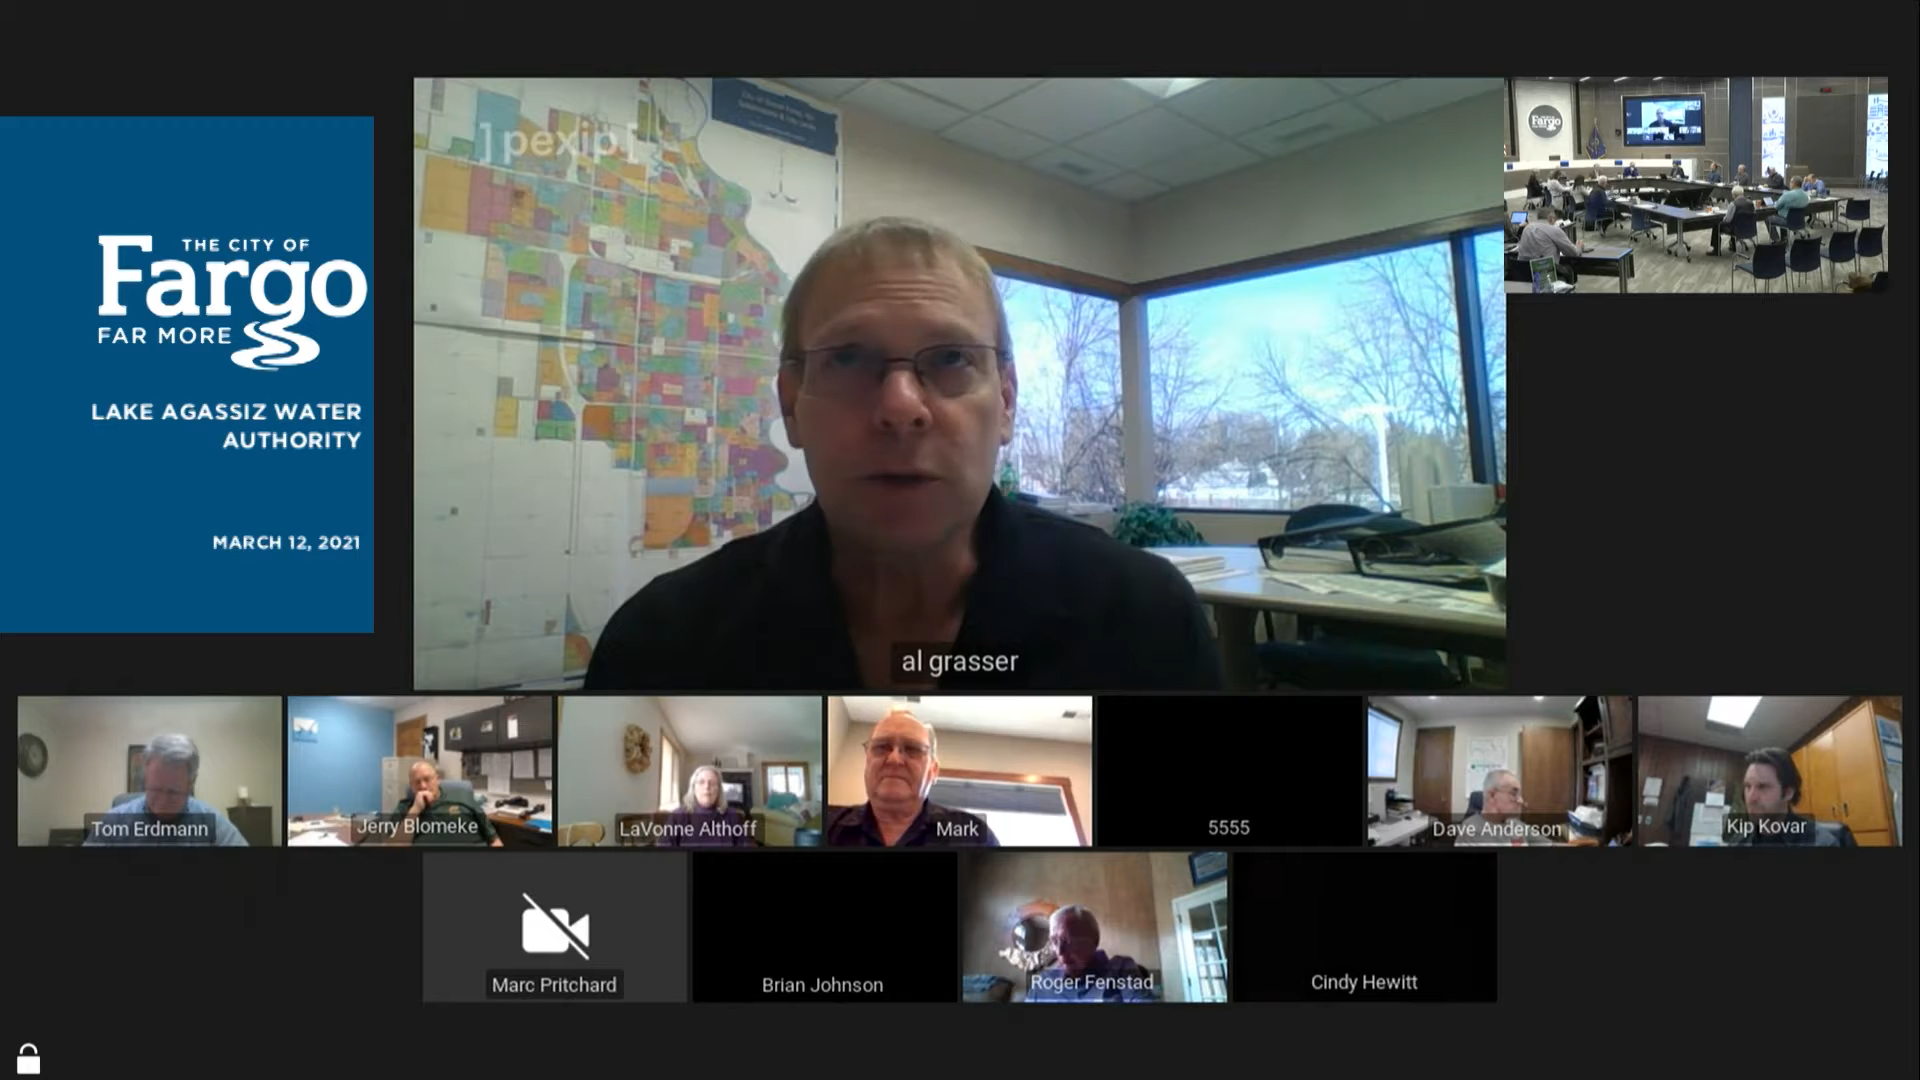 THE CITY OF
Fargo
FAR MORE
LAKE AGASSIZ WATER
AUTHORITY
MARCH 12, 2021
]pexip[
al grasser
Fargo
Tom Erdmann
Jerry Blomeke
LaVonne Althoff
Mark
5555
Dave Anderson
Kip Kovar
Marc Pritchard
Brian Johnson
Roger Fenstad
Cindy Hewitt